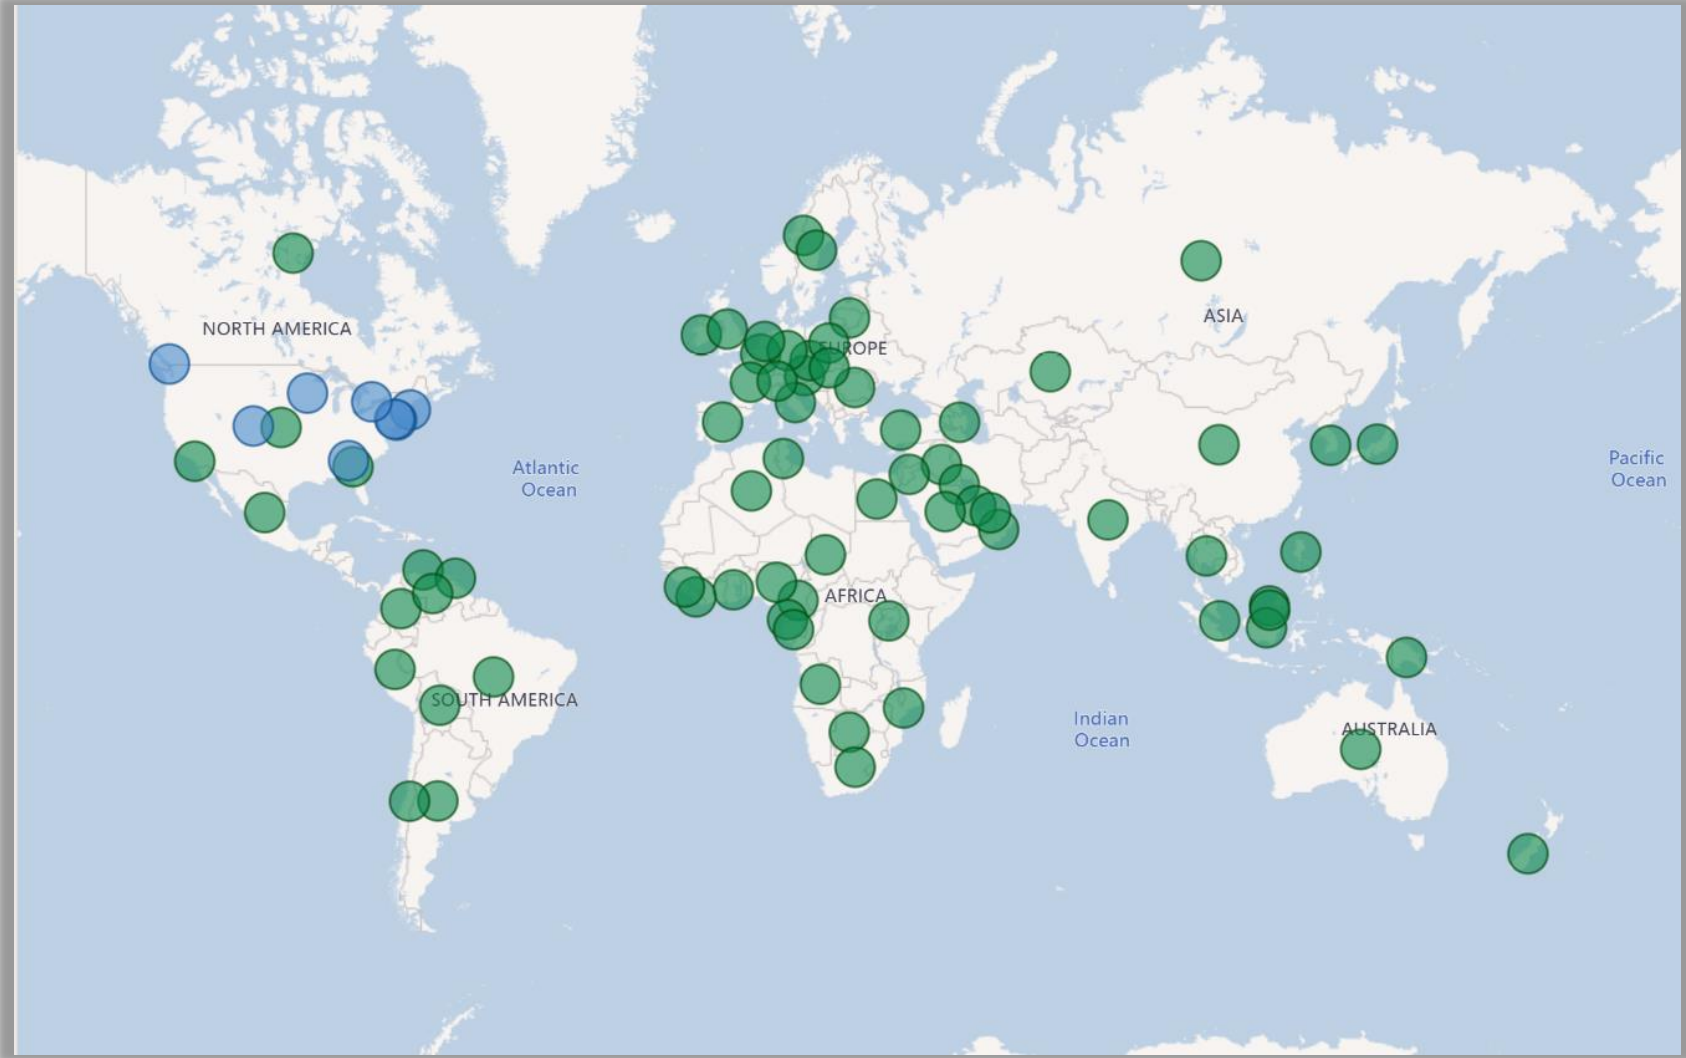 NORTH AMERICA
EUROPE
ASIA
Atlantic
Ocean
Pacific
Ocean
AFRICA
SOUTH AMERICA
Indian
Ocean
AUSTRALIA